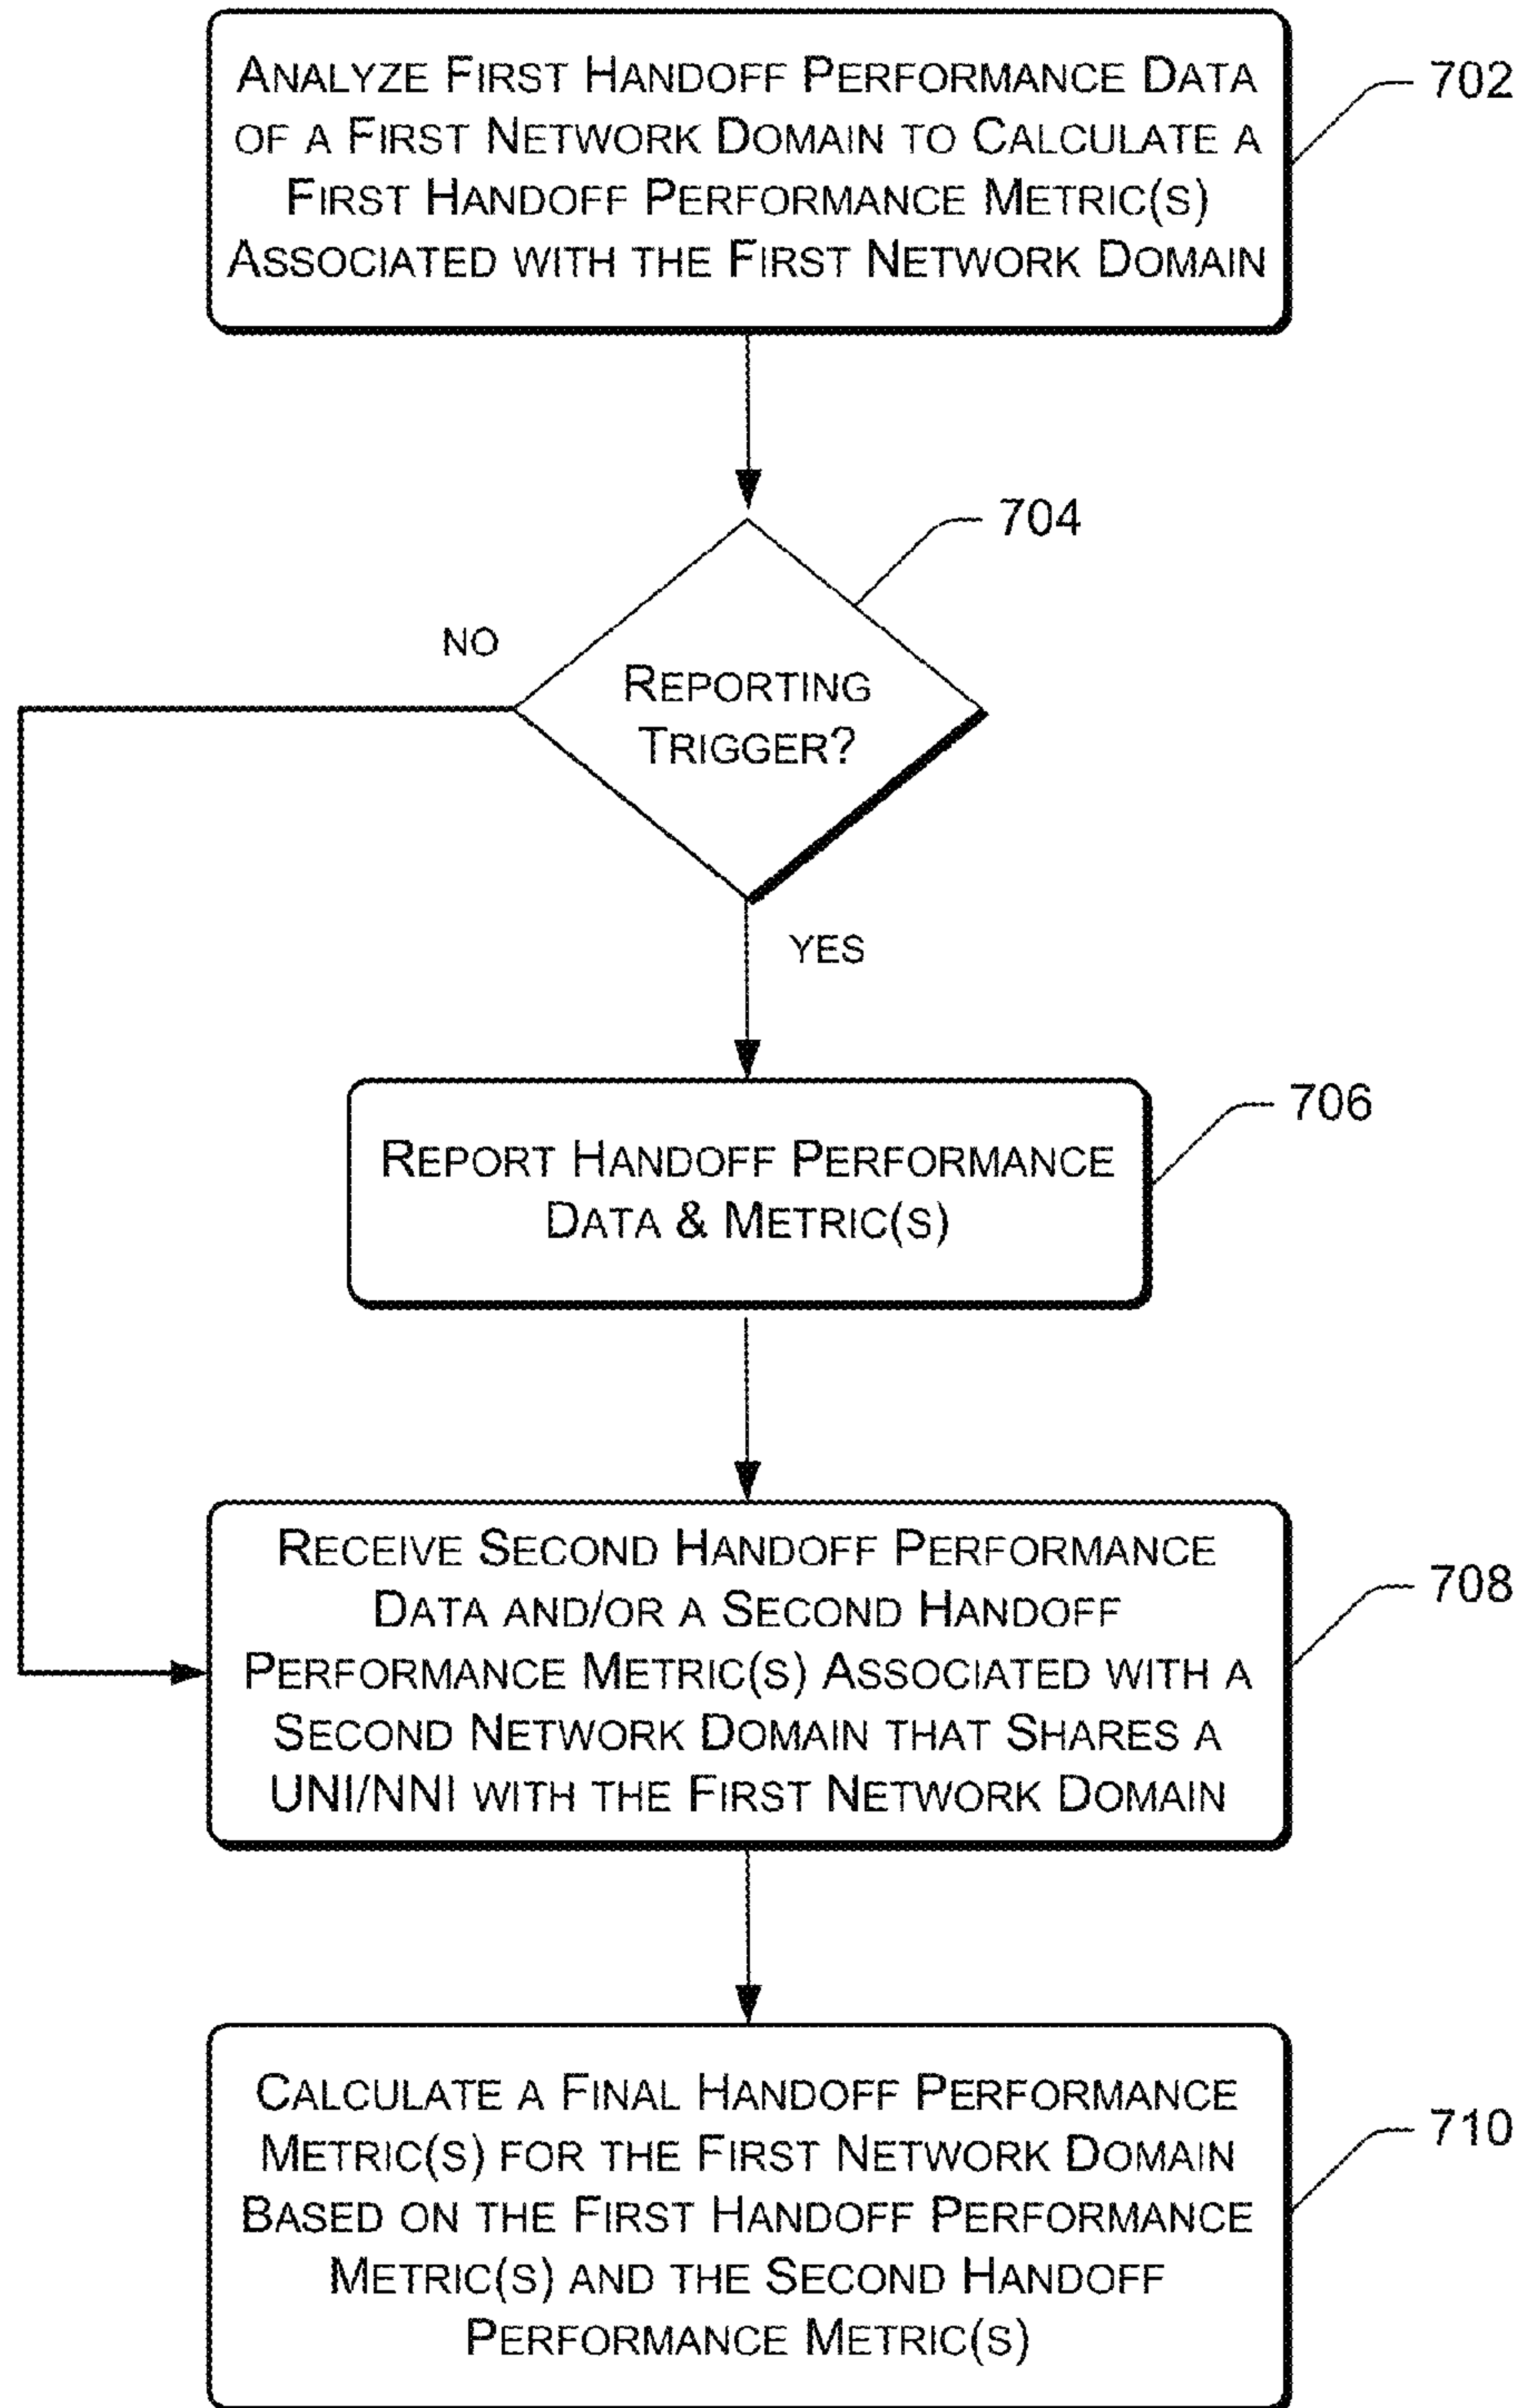 ANALYZE FIRST HANDOFF PERFORMANCE DATA
OF A FIRST NETWORK DOMAIN TO CALCULATE A
FIRST HANDOFF PERFORMANCE METRIC(S)
ASSOCIATED WITH THE FIRST NETWORK DOMAIN
702
704
NO
REPORTING
TRIGGER?
YES
706
REPORT HANDOFF PERFORMANCE
DATA & METRIC(S)
RECEIVE SECOND HANDOFF PERFORMANCE
DATA AND/OR A SECOND HANDOFF
PERFORMANCE METRIC(S) ASSOCIATED WITH A
SECOND NETWORK DOMAIN THAT SHARES A
UNI/NNI WITH THE FIRST NETWORK DOMAIN
708
CALCULATE A FINAL HANDOFF PERFORMANCE
METRIC(S) FOR THE FIRST NETWORK DOMAIN
BASED ON THE FIRST HANDOFF PERFORMANCE
METRIC(S) AND THE SECOND HANDOFF
PERFORMANCE METRIC(S)
710